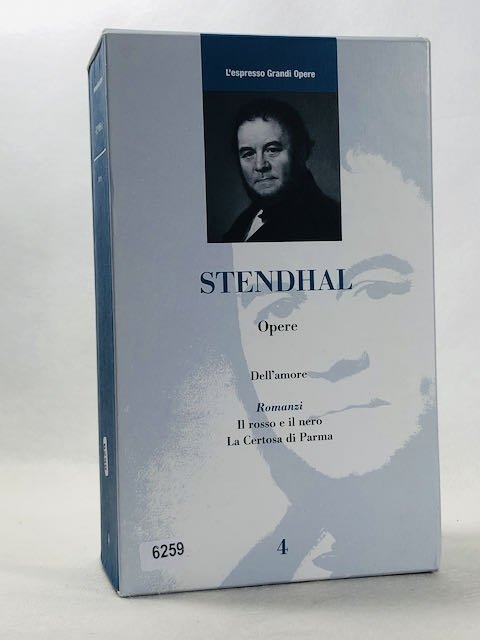 L'espresso Grandi Opere
STENDHAL
Opere
Dell'amore
Romanzi
Il rosso e il nero
La Certosa di Parma
6259
4